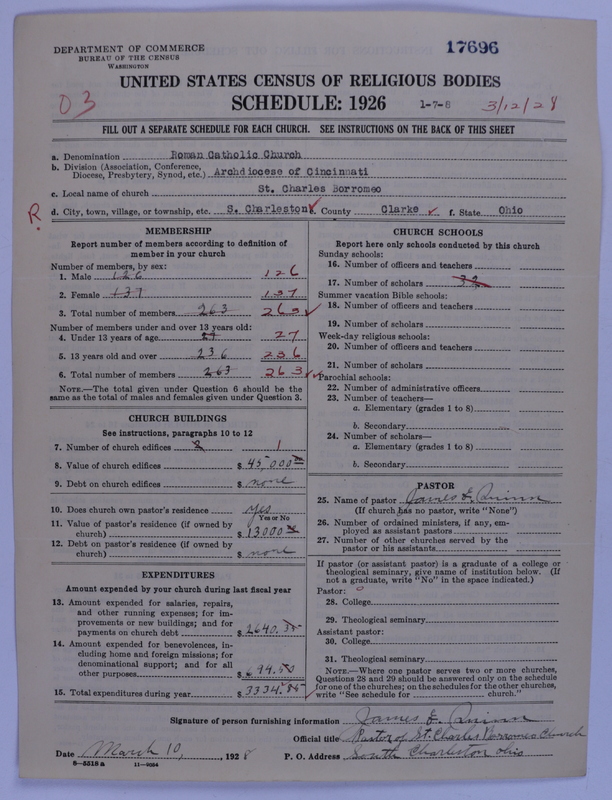 DEPARTMENT OF COMMERCE
BUREAU OF THE CENSUS
WASHINGTON
17696
UNITED STATES CENSUS OF RELIGIOUS BODIES
03
SCHEDULE: 1926
1-7-8
3/12/28
FILL OUT A SEPARATE SCHEDULE FOR EACH CHURCH. SEE INSTRUCTIONS ON THE BACK OF THIS SHEET
a. Denomination Roman Catholic Church
b. Division (Association, Conference, Diocese, Presbytery, Synod, etc.) Archdiocese of Cincinnati
c. Local name of church St. Charles Borromeo
R
d. City, town, village, or township, etc. S. Charleston County Clarke f. State Ohio
MEMBERSHIP
Report number of members according to definition of
member in your church
Number of members, by sex:
1. Male 126 126
2. Female 137 137
3. Total number of members 263 263
Number of members under and over 13 years old:
4. Under 13 years of age 27 27
5. 13 years old and over 236 236
6. Total number of members 263 263
NOTE.—The total given under Question 6 should be the
same as the total of males and females given under Question 3.
CHURCH BUILDINGS
See instructions, paragraphs 10 to 12
7. Number of church edifices 2 1
8. Value of church edifices $ 45,000
9. Debt on church edifices $ none
10. Does church own pastor's residence yes
Yes or No
11. Value of pastor's residence (if owned by
church) $ 13000
12. Debt on pastor's residence (if owned by
church) $ none
EXPENDITURES
Amount expended by your church during last fiscal year
13. Amount expended for salaries, repairs,
and other running expenses; for im-
provements or new buildings; and for
payments on church debt $ 2640.35
14. Amount expended for benevolences, in-
cluding home and foreign missions; for
denominational support; and for all
other purposes $ 694.50
15. Total expenditures during year $ 3334.85
CHURCH SCHOOLS
Report here only schools conducted by this church
Sunday schools:
16. Number of officers and teachers
17. Number of scholars 32
Summer vacation Bible schools:
18. Number of officers and teachers
19. Number of scholars
Week-day religious schools:
20. Number of officers and teachers
21. Number of scholars
Parochial schools:
22. Number of administrative officers
23. Number of teachers—
a. Elementary (grades 1 to 8)
b. Secondary
24. Number of scholars—
a. Elementary (grades 1 to 8)
b. Secondary
PASTOR
25. Name of pastor James E. Quinn
(If church has no pastor, write "None")
26. Number of ordained ministers, if any, em-
ployed as assistant pastors
27. Number of other churches served by the
pastor or his assistants
If pastor (or assistant pastor) is a graduate of a college or
theological seminary, give name of institution below. (If
not a graduate, write "No" in the space indicated.)
Pastor: 0
28. College
29. Theological seminary
Assistant pastor:
30. College
31. Theological seminary
NOTE.—Where one pastor serves two or more churches,
Questions 28 and 29 should be answered only on the schedule
for one of the churches; on the schedules for the other churches,
write "See schedule for church."
Signature of person furnishing information James E. Quinn
Official title Pastor of St. Charles Borromeo Church
Date March 10, 1928 P. O. Address South Charleston Ohio
8—5318 a 11—9034